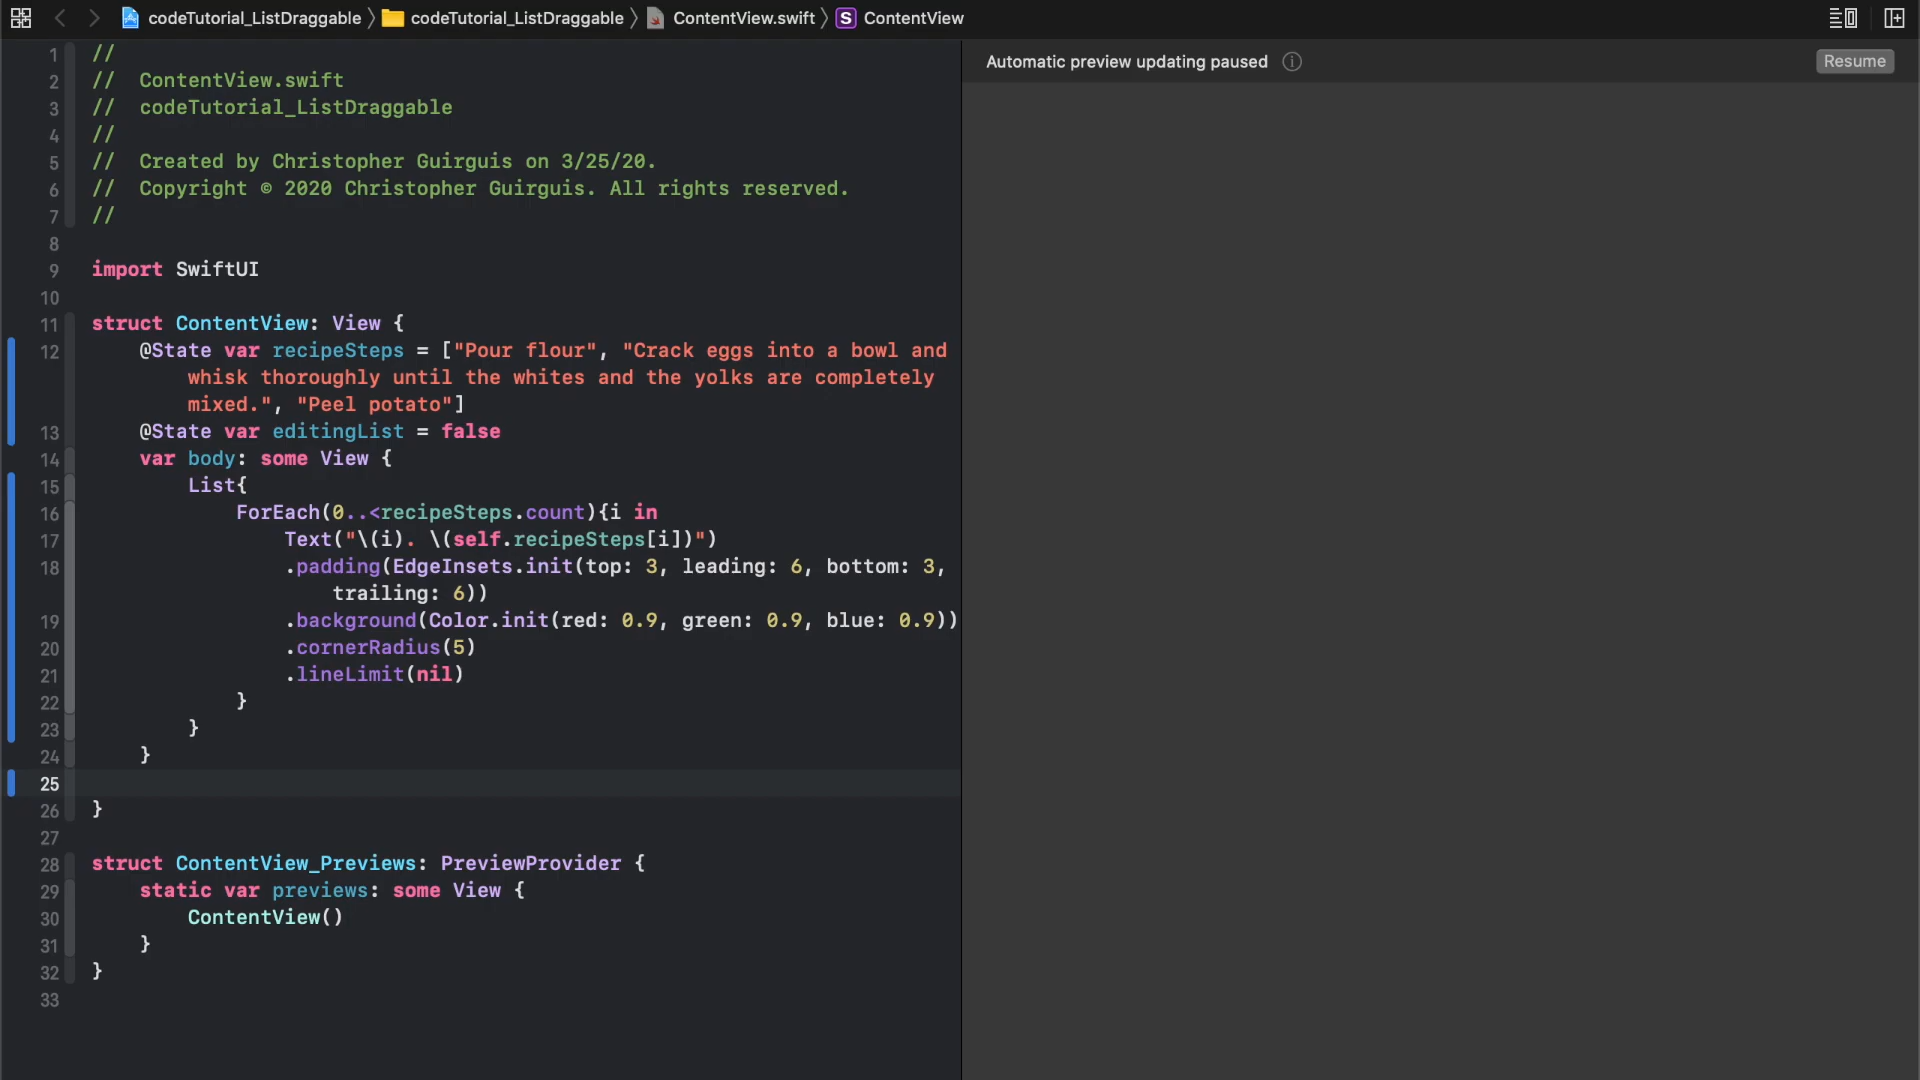 codeTutorial_ListDraggable 〉 codeTutorial_ListDraggable 〉 ContentView.swift 〉 S ContentView
Automatic preview updating paused
Resume
1 //
2 //  ContentView.swift
3 //  codeTutorial_ListDraggable
4 //
5 //  Created by Christopher Guirguis on 3/25/20.
6 //  Copyright © 2020 Christopher Guirguis. All rights reserved.
7 //
8
9 import SwiftUI
10
11 struct ContentView: View {
12     @State var recipeSteps = ["Pour flour", "Crack eggs into a bowl and
whisk thoroughly until the whites and the yolks are completely
mixed.", "Peel potato"]
13     @State var editingList = false
14     var body: some View {
15         List{
16             ForEach(0..<recipeSteps.count){i in
17                 Text("\(i). \(self.recipeSteps[i])")
18                 .padding(EdgeInsets.init(top: 3, leading: 6, bottom: 3,
trailing: 6))
19                 .background(Color.init(red: 0.9, green: 0.9, blue: 0.9))
20                 .cornerRadius(5)
21                 .lineLimit(nil)
22             }
23         }
24     }
25
26 }
27
28 struct ContentView_Previews: PreviewProvider {
29     static var previews: some View {
30         ContentView()
31     }
32 }
33